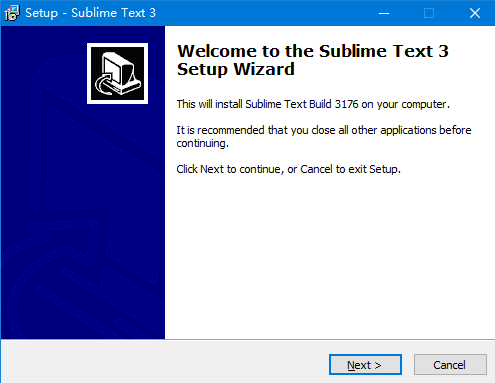 Setup - Sublime Text 3
Welcome to the Sublime Text 3
Setup Wizard
This will install Sublime Text Build 3176 on your computer.
It is recommended that you close all other applications before
continuing.
Click Next to continue, or Cancel to exit Setup.
Next >
Cancel